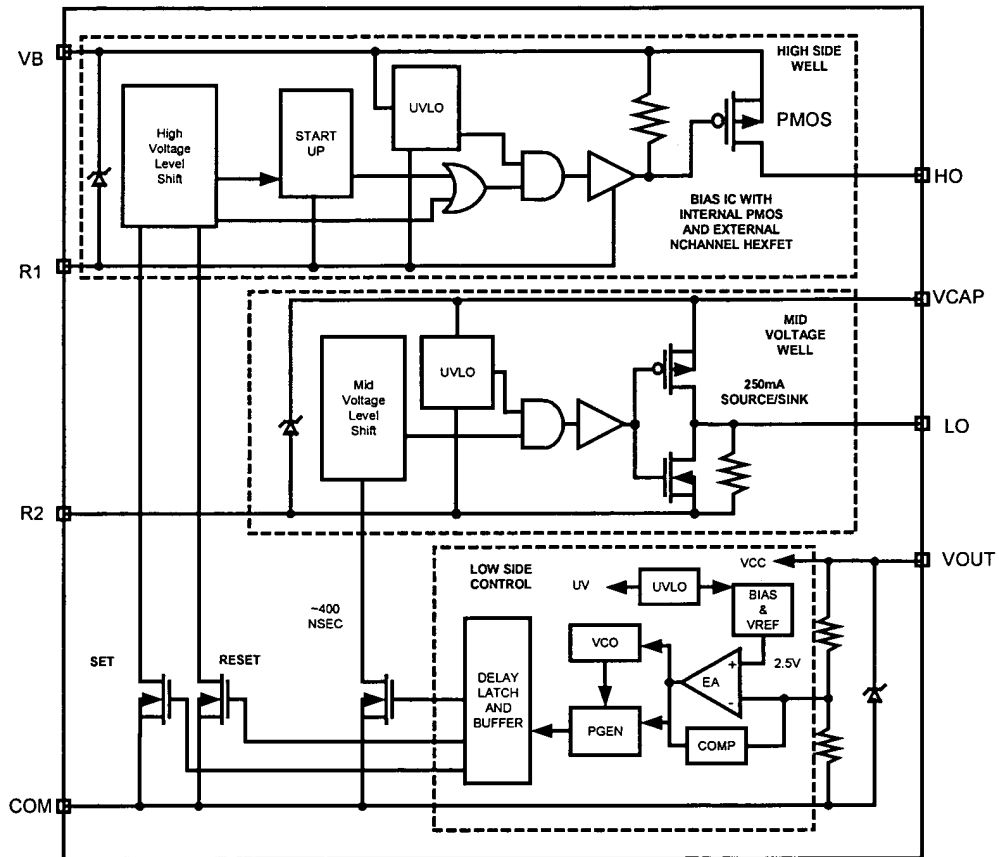 VB
HIGH SIDE
WELL
UVLO
PMOS
High
Voltage
Level
Shift
START
UP
HO
BIAS IC WITH
INTERNAL PMOS
AND EXTERNAL
NCHANNEL HEXFET
R1
VCAP
MID
VOLTAGE
WELL
UVLO
Mid
Voltage
Level
Shift
250mA
SOURCE/SINK
LO
R2
VOUT
LOW SIDE
CONTROL
VCC
UV
UVLO
BIAS
&
VREF
~400
NSEC
VCO
2.5V
SET
RESET
DELAY
LATCH
AND
BUFFER
+
EA
-
PGEN
COMP
COM